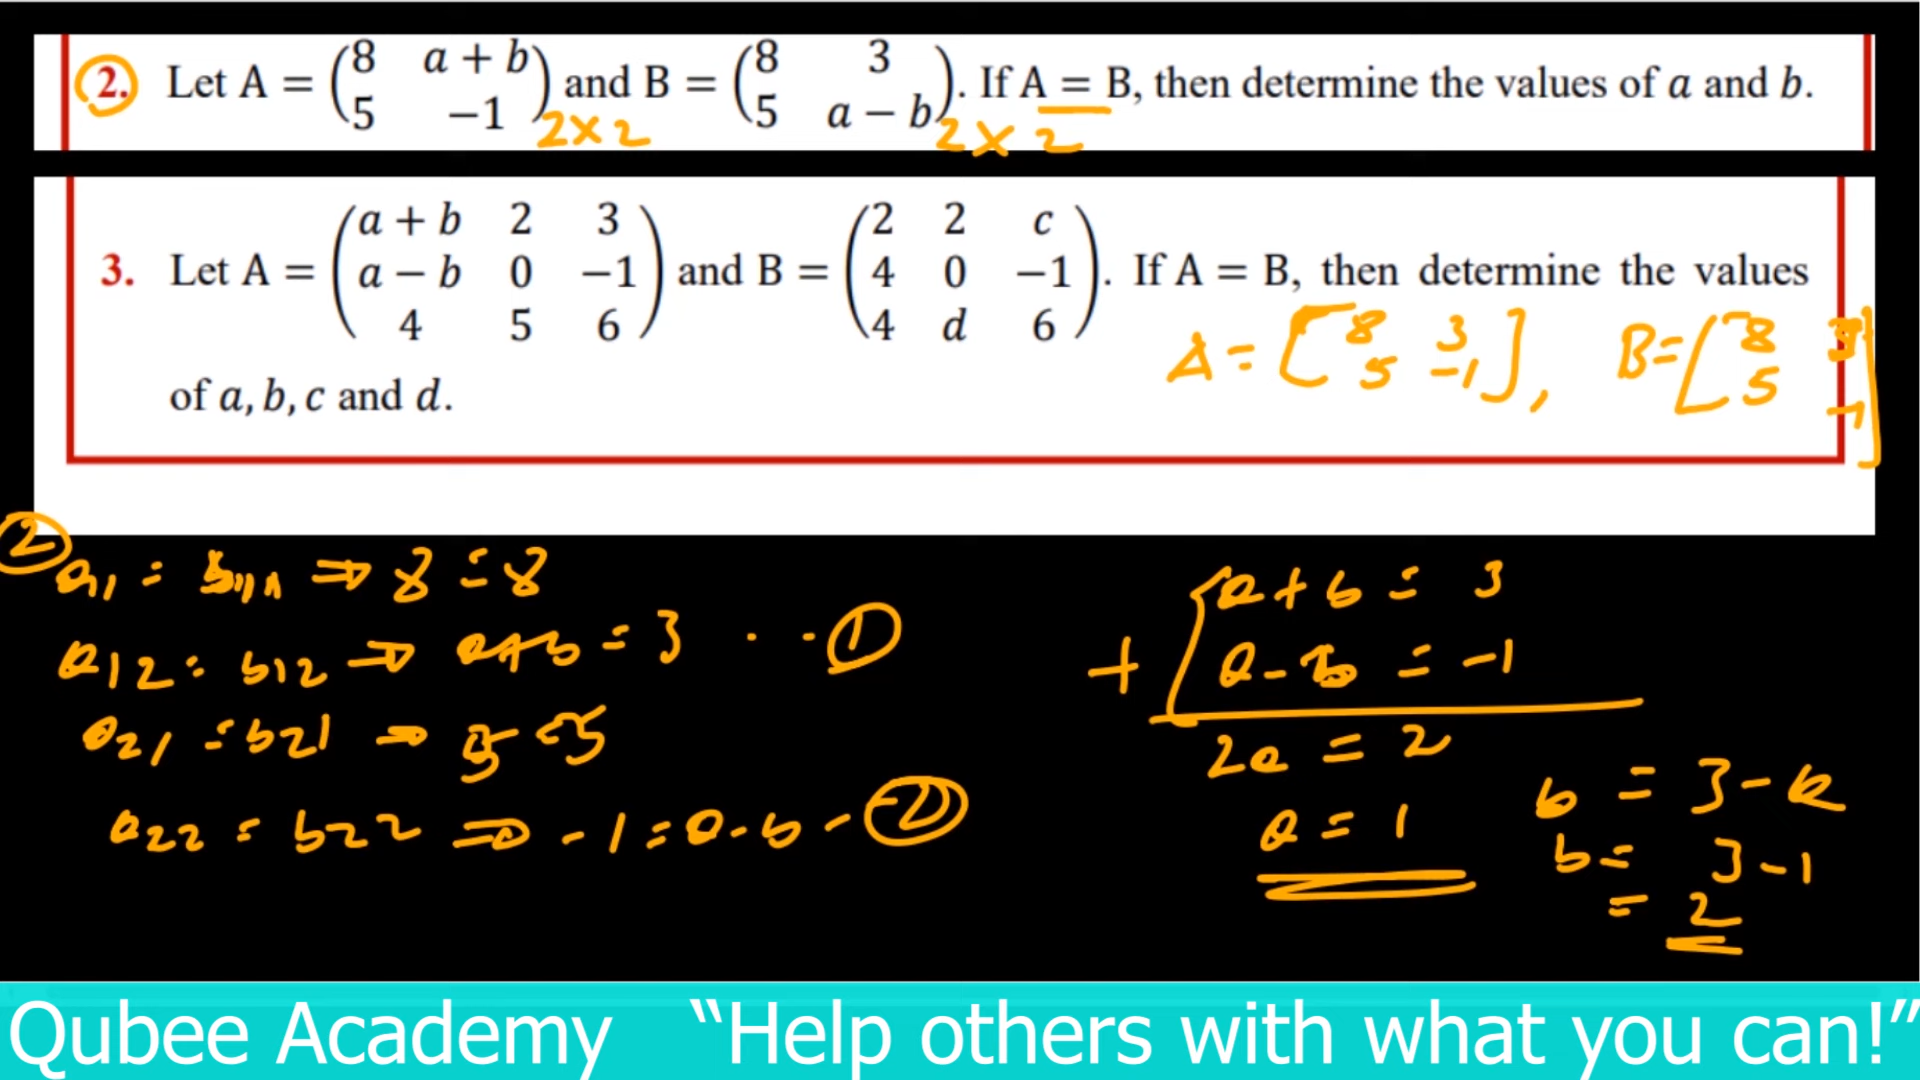 2. Let A = (8 a + b) and B = (8 3). If A = B, then determine the values of a and b.
5 −1 5 a − b
2×2 2×2
3. Let A = (a + b 2 3) and B = (2 2 c). If A = B, then determine the values
a − b 0 −1 4 0 −1
4 5 6 4 d 6
of a, b, c and d.
A = [8 3], B = [8 3]
5 −1 5 −1
2
a11 = b11 ⇒ 8 = 8
a12 = b12 ⇒ a+b = 3 . . 1
a21 = b21 ⇒ 5 = 5
a22 = b22 ⇒ -1 = a-b - 2
a + b = 3
+ a - b = -1
2a = 2
a = 1
b = 3 - a
b = 3 - 1
= 2
Qubee Academy “Help others with what you can!”